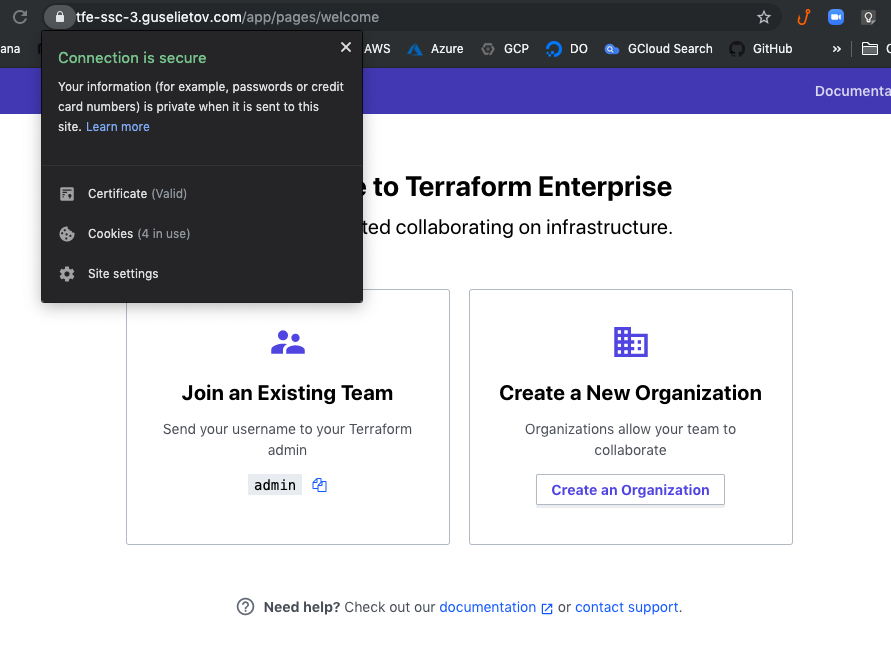 tfe-ssc-3.guselietov.com/app/pages/welcome
ana
AWS
Azure
GCP
DO
GCloud Search
GitHub
»
Connection is secure
Your information (for example, passwords or credit
card numbers) is private when it is sent to this
site. Learn more
Certificate (Valid)
Cookies (4 in use)
Site settings
Documenta
e to Terraform Enterprise
ted collaborating on infrastructure.
Join an Existing Team
Send your username to your Terraform
admin
admin
Create a New Organization
Organizations allow your team to
collaborate
Create an Organization
Need help? Check out our documentation or contact support.